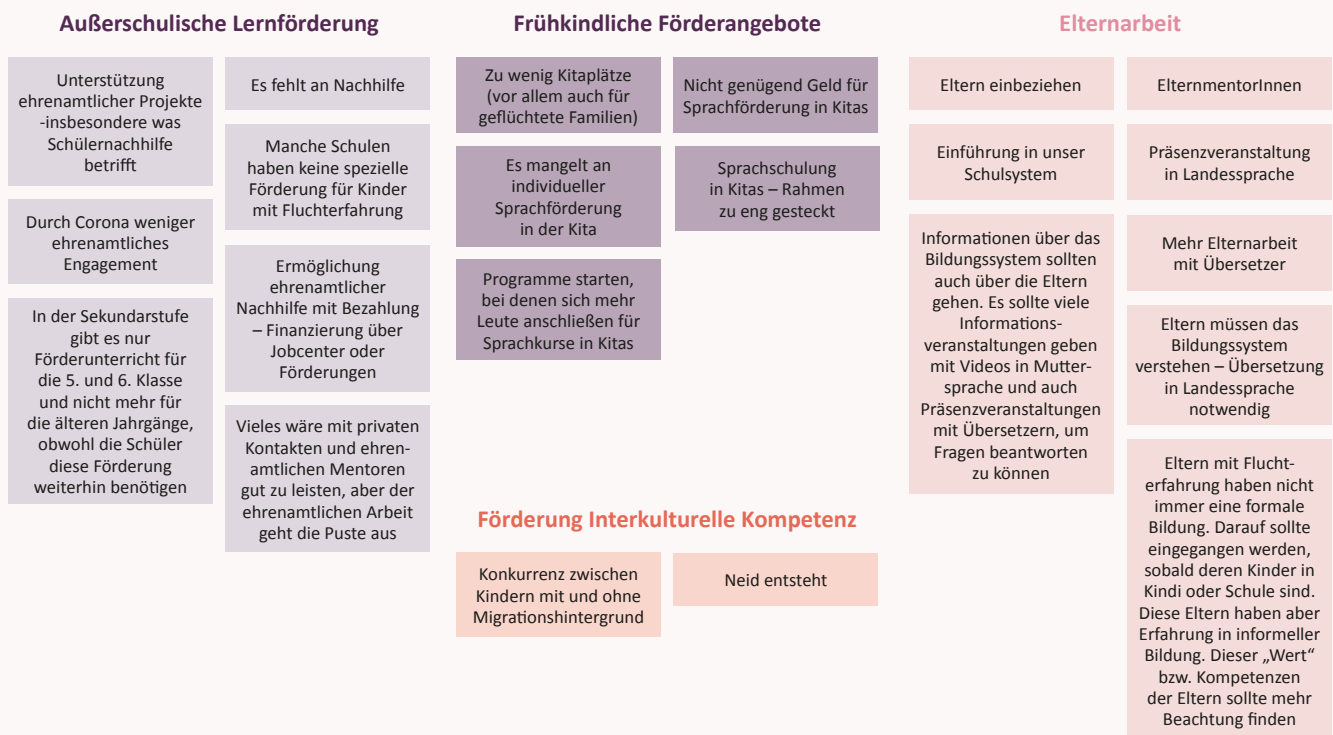 Außerschulische Lernförderung
Unterstützung
ehrenamtlicher Projekte
-insbesondere was
Schülernachhilfe
betrifft
Durch Corona weniger
ehrenamtliches
Engagement
In der Sekundarstufe
gibt es nur
Förderunterricht für
die 5. und 6. Klasse
und nicht mehr für
die älteren Jahrgänge,
obwohl die Schüler
diese Förderung
weiterhin benötigen
Es fehlt an Nachhilfe
Manche Schulen
haben keine spezielle
Förderung für Kinder
mit Fluchterfahrung
Ermöglichung
ehrenamtlicher
Nachhilfe mit Bezahlung
– Finanzierung über
Jobcenter oder
Förderungen
Vieles wäre mit privaten
Kontakten und ehren-
amtlichen Mentoren
gut zu leisten, aber der
ehrenamtlichen Arbeit
geht die Puste aus
Frühkindliche Förderangebote
Zu wenig Kitaplätze
(vor allem auch für
geflüchtete Familien)
Es mangelt an
individueller
Sprachförderung
in der Kita
Programme starten,
bei denen sich mehr
Leute anschließen für
Sprachkurse in Kitas
Nicht genügend Geld für
Sprachförderung in Kitas
Sprachschulung
in Kitas – Rahmen
zu eng gesteckt
Förderung Interkulturelle Kompetenz
Konkurrenz zwischen
Kindern mit und ohne
Migrationshintergrund
Neid entsteht
Elternarbeit
Eltern einbeziehen
Einführung in unser
Schulsystem
Informationen über das
Bildungssystem sollten
auch über die Eltern
gehen. Es sollte viele
Informations-
veranstaltungen geben
mit Videos in Mutter-
sprache und auch
Präsenzveranstaltungen
mit Übersetzern, um
Fragen beantworten
zu können
ElternmentorInnen
Präsenzveranstaltung
in Landessprache
Mehr Elternarbeit
mit Übersetzer
Eltern müssen das
Bildungssystem
verstehen – Übersetzung
in Landessprache
notwendig
Eltern mit Flucht-
erfahrung haben nicht
immer eine formale
Bildung. Darauf sollte
eingegangen werden,
sobald deren Kinder in
Kindi oder Schule sind.
Diese Eltern haben aber
Erfahrung in informeller
Bildung. Dieser „Wert“
bzw. Kompetenzen
der Eltern sollte mehr
Beachtung finden